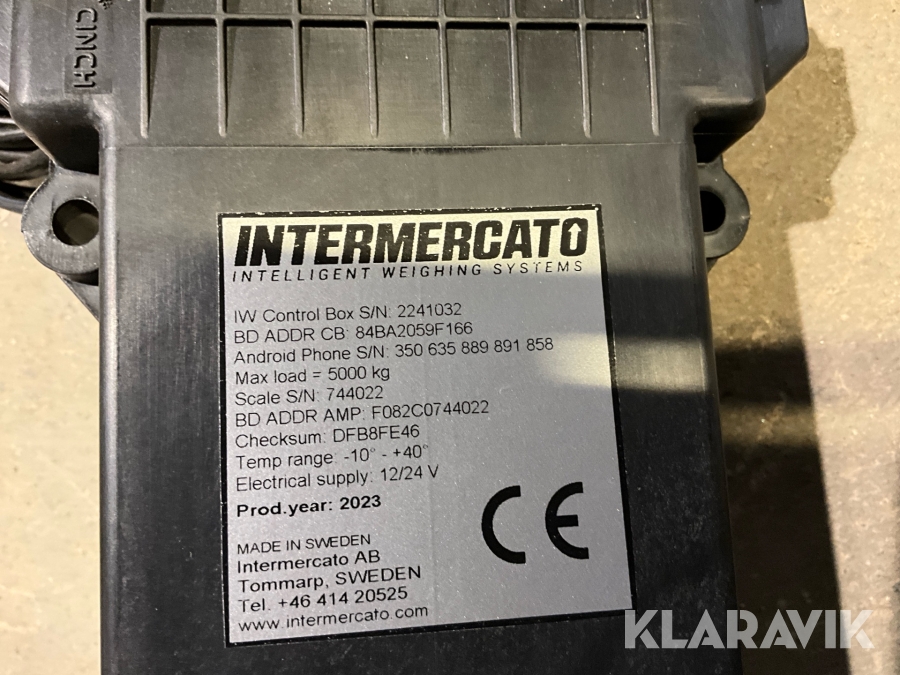 CINCH
INTERMERCATO
INTELLIGENT WEIGHING SYSTEMS
IW Control Box S/N: 2241032
BD ADDR CB: 84BA2059F166
Android Phone S/N: 350 635 889 891 858
Max load = 5000 kg
Scale S/N: 744022
BD ADDR AMP: F082C0744022
Checksum: DFB8FE46
Temp range: -10° - +40°
Electrical supply: 12/24 V
Prod.year: 2023
CE
MADE IN SWEDEN
Intermercato AB
Tommarp, SWEDEN
Tel. +46 414 20525
www.intermercato.com
KLARAVIK